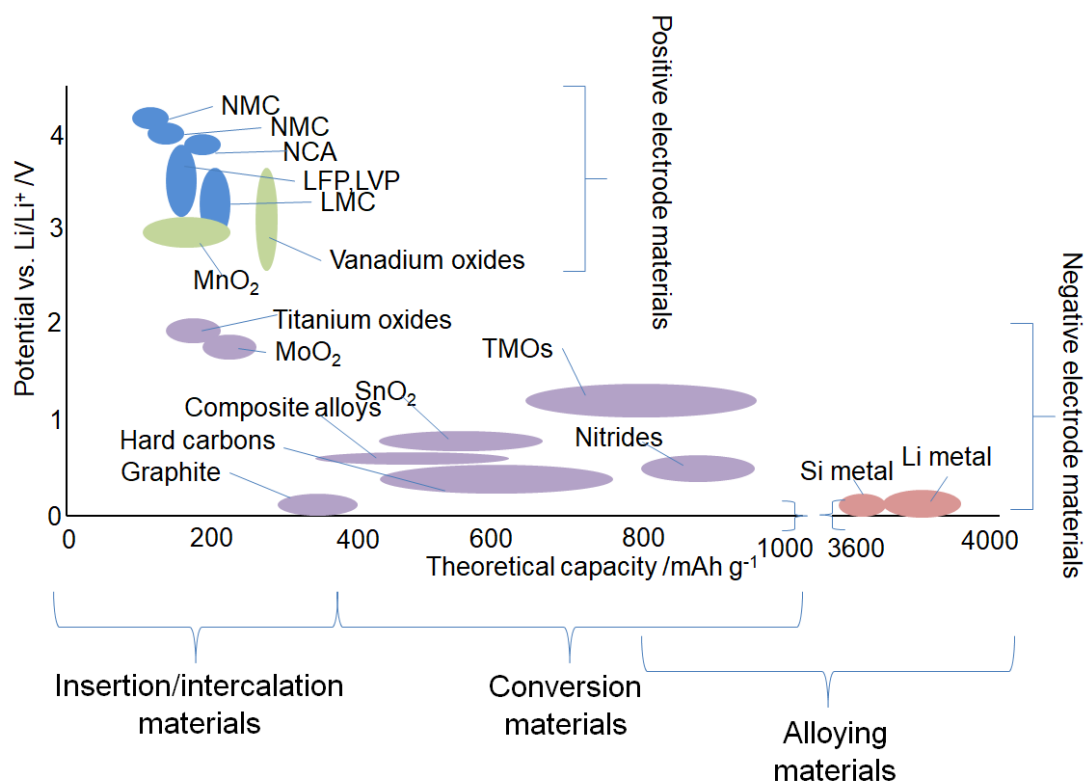 Positive electrode materials
NMC
NMC
NCA
LFP,LVP
LMC
Vanadium oxides
MnO₂
Titanium oxides
MoO₂
TMOs
SnO₂
Composite alloys
Hard carbons
Nitrides
Graphite
Si metal
Li metal
Negative electrode materials
Potential vs. Li/Li⁺ /V
4
3
2
1
0
0 200 400 600 800 1000 3600 4000
Theoretical capacity /mAh g⁻¹
Insertion/intercalation
materials
Conversion
materials
Alloying
materials